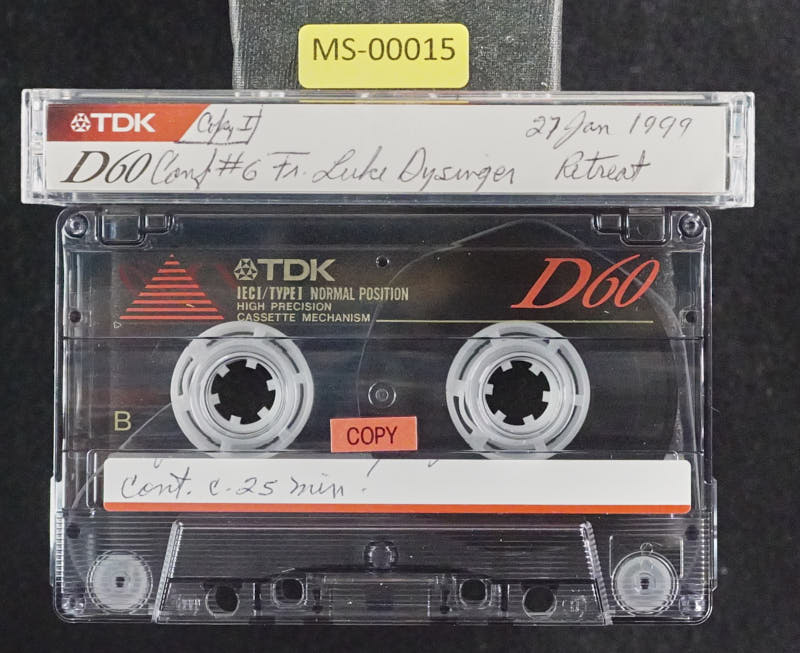 MS-00015
TDK Copy I 27 Jan 1999
D60 Conf #6 Fr. Luke Dysinger Retreat
TDK D60
IECI/TYPE I NORMAL POSITION
HIGH PRECISION
CASSETTE MECHANISM
B
COPY
Cont. c. 25 min.